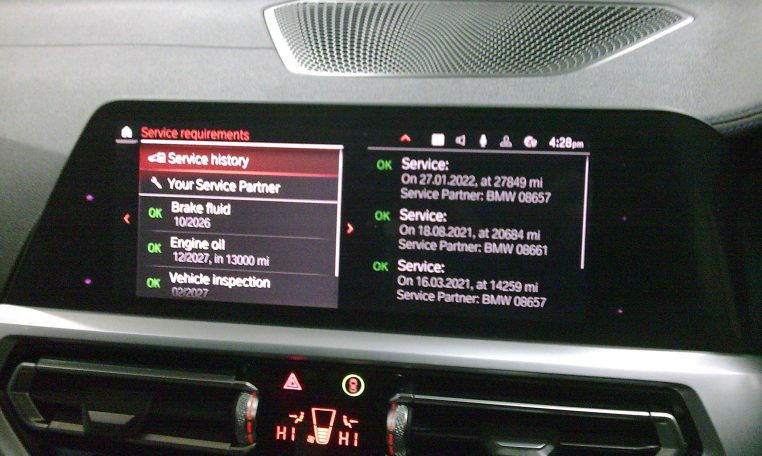 Service requirements
4:28pm
Service history
Your Service Partner
OK Brake fluid
10/2026
OK Engine oil
12/2027, in 13000 mi
OK Vehicle inspection
02/2027
OK Service:
On 27.01.2022, at 27849 mi
Service Partner: BMW 08657
OK Service:
On 18.08.2021, at 20684 mi
Service Partner: BMW 08661
OK Service:
On 16.03.2021, at 14259 mi
Service Partner: BMW 08657
HI HI